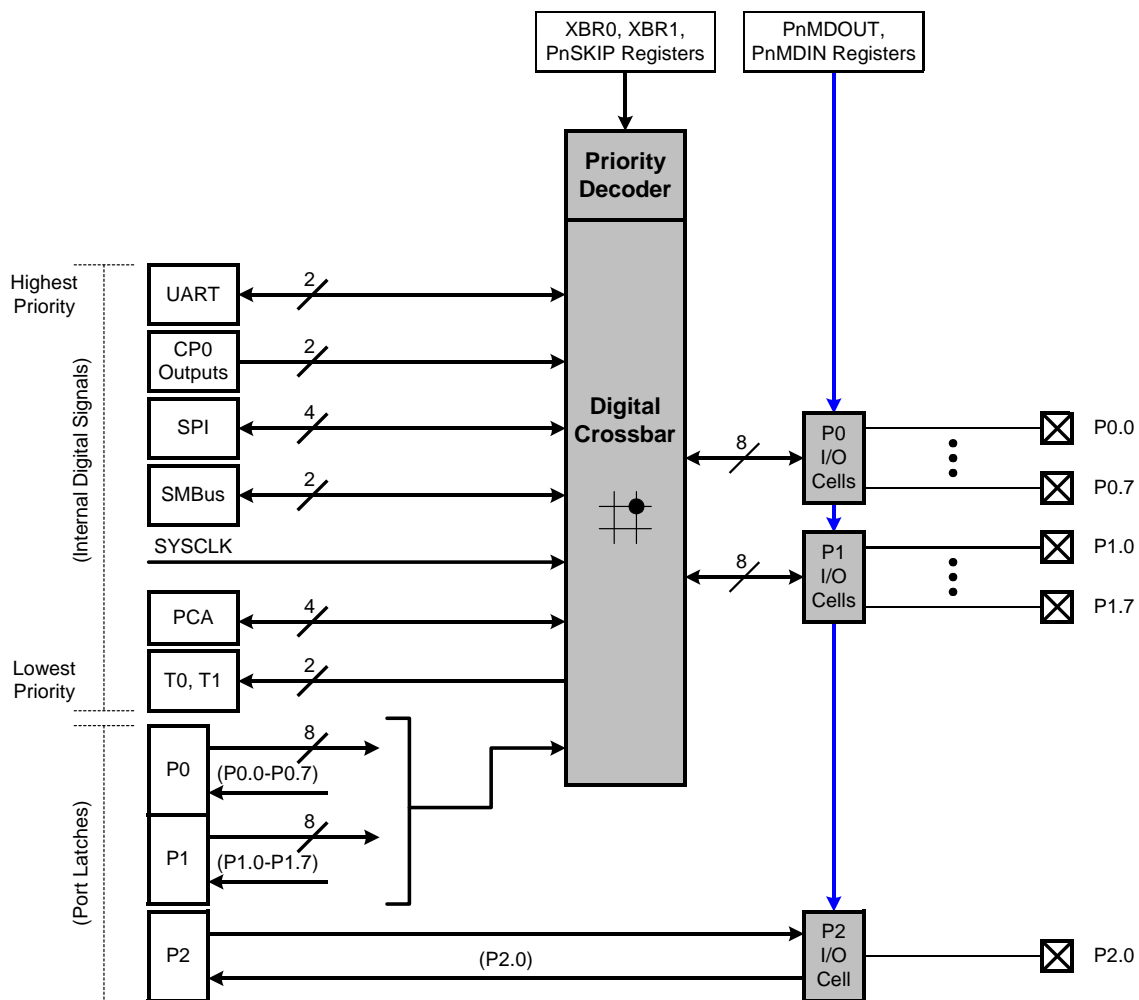 XBR0, XBR1,
PnSKIP Registers
PnMDOUT,
PnMDIN Registers
Priority
Decoder
Highest
Priority
(Internal Digital Signals)
UART
2
CP0
Outputs
2
SPI
4
Digital
Crossbar
SMBus
2
SYSCLK
PCA
4
Lowest
Priority
T0, T1
2
8
P0
I/O
Cells
P0.0
P0.7
8
P1
I/O
Cells
P1.0
P1.7
(Port Latches)
P0
8
(P0.0-P0.7)
P1
8
(P1.0-P1.7)
P2
(P2.0)
P2
I/O
Cell
P2.0